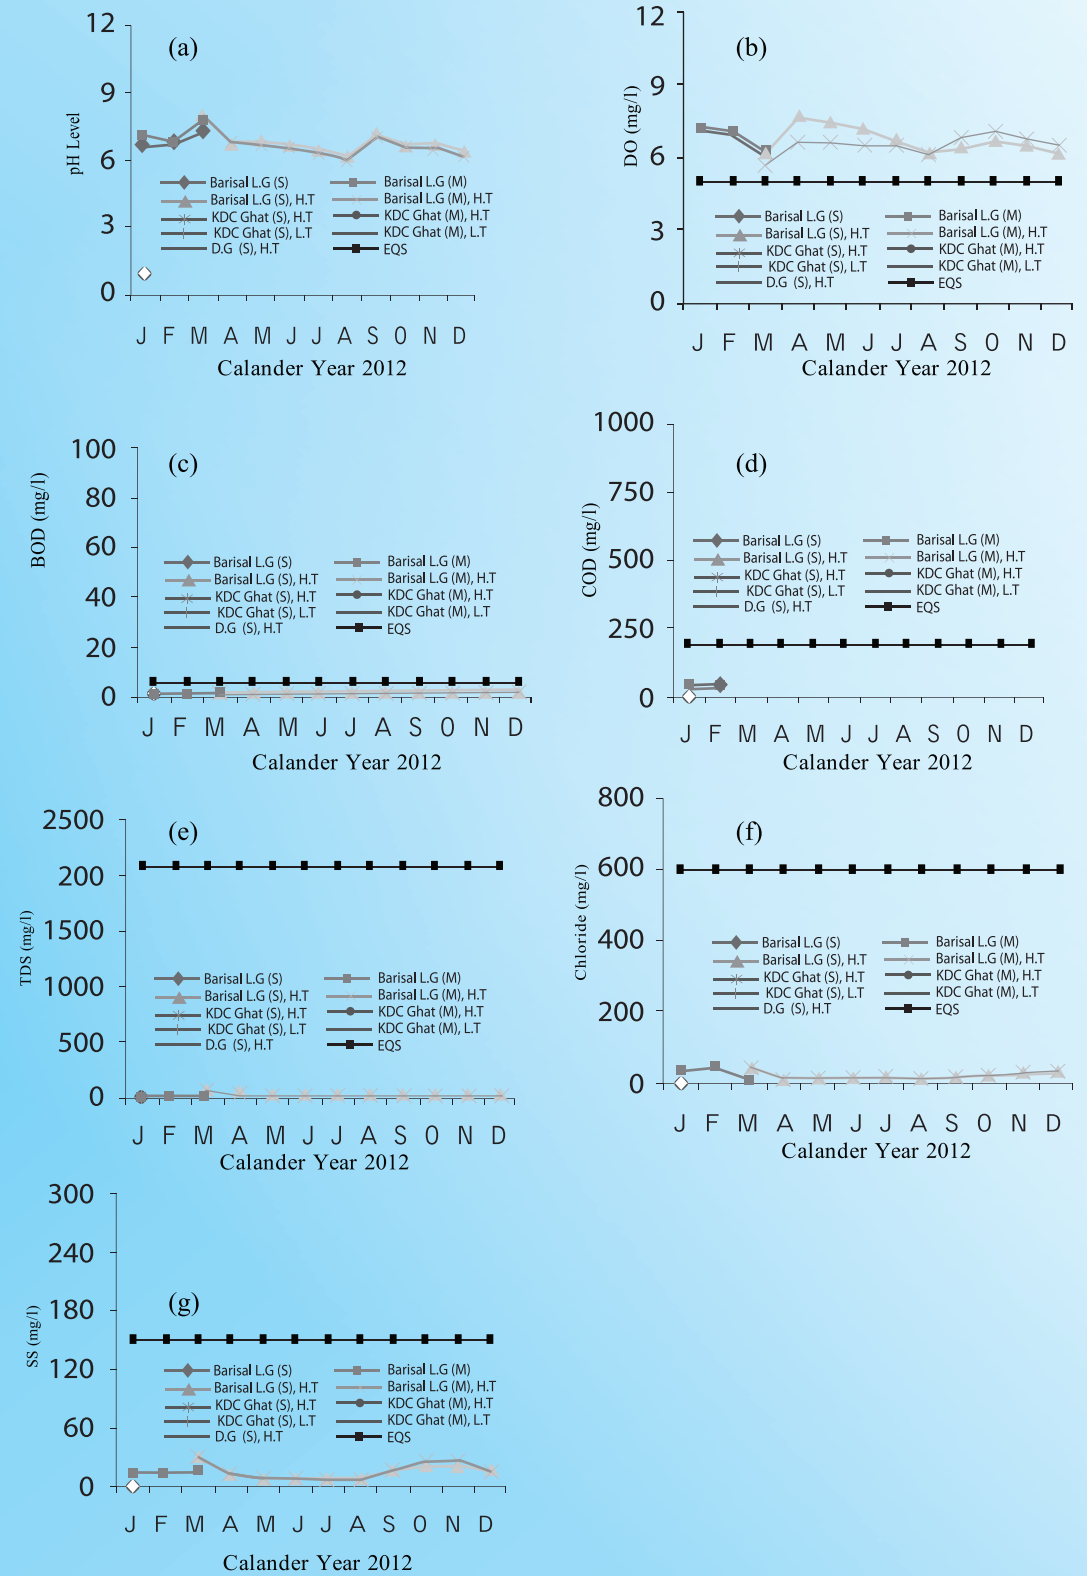 12
9
6
3
0
pH Level
(a)
Barisal L.G (S)
Barisal L.G (M)
Barisal L.G (S), H.T
Barisal L.G (M), H.T
KDC Ghat (S), H.T
KDC Ghat (M), H.T
KDC Ghat (S), L.T
KDC Ghat (M), L.T
D.G (S), H.T
EQS
J F M A M J J A S O N D
Calander Year 2012
12
9
6
3
0
DO (mg/l)
(b)
Barisal L.G (S)
Barisal L.G (M)
Barisal L.G (S), H.T
Barisal L.G (M), H.T
KDC Ghat (S), H.T
KDC Ghat (M), H.T
KDC Ghat (S), L.T
KDC Ghat (M), L.T
D.G (S), H.T
EQS
J F M A M J J A S O N D
Calander Year 2012
100
80
60
40
20
0
BOD (mg/l)
(c)
Barisal L.G (S)
Barisal L.G (M)
Barisal L.G (S), H.T
Barisal L.G (M), H.T
KDC Ghat (S), H.T
KDC Ghat (M), H.T
KDC Ghat (S), L.T
KDC Ghat (M), L.T
D.G (S), H.T
EQS
J F M A M J J A S O N D
Calander Year 2012
1000
750
500
250
0
COD (mg/l)
(d)
Barisal L.G (S)
Barisal L.G (M)
Barisal L.G (S), H.T
Barisal L.G (M), H.T
KDC Ghat (S), H.T
KDC Ghat (M), H.T
KDC Ghat (S), L.T
KDC Ghat (M), L.T
D.G (S), H.T
EQS
J F M A M J J A S O N D
Calander Year 2012
2500
200
1500
1000
500
0
TDS (mg/l)
(e)
Barisal L.G (S)
Barisal L.G (M)
Barisal L.G (S), H.T
Barisal L.G (M), H.T
KDC Ghat (S), H.T
KDC Ghat (M), H.T
KDC Ghat (S), L.T
KDC Ghat (M), L.T
D.G (S), H.T
EQS
J F M A M J J A S O N D
Calander Year 2012
800
600
400
200
0
Chloride (mg/l)
(f)
Barisal L.G (S)
Barisal L.G (M)
Barisal L.G (S), H.T
Barisal L.G (M), H.T
KDC Ghat (S), H.T
KDC Ghat (M), H.T
KDC Ghat (S), L.T
KDC Ghat (M), L.T
D.G (S), H.T
EQS
J F M A M J J A S O N D
Calander Year 2012
300
240
180
120
60
0
SS (mg/l)
(g)
Barisal L.G (S)
Barisal L.G (M)
Barisal L.G (S), H.T
Barisal L.G (M), H.T
KDC Ghat (S), H.T
KDC Ghat (M), H.T
KDC Ghat (S), L.T
KDC Ghat (M), L.T
D.G (S), H.T
EQS
J F M A M J J A S O N D
Calander Year 2012